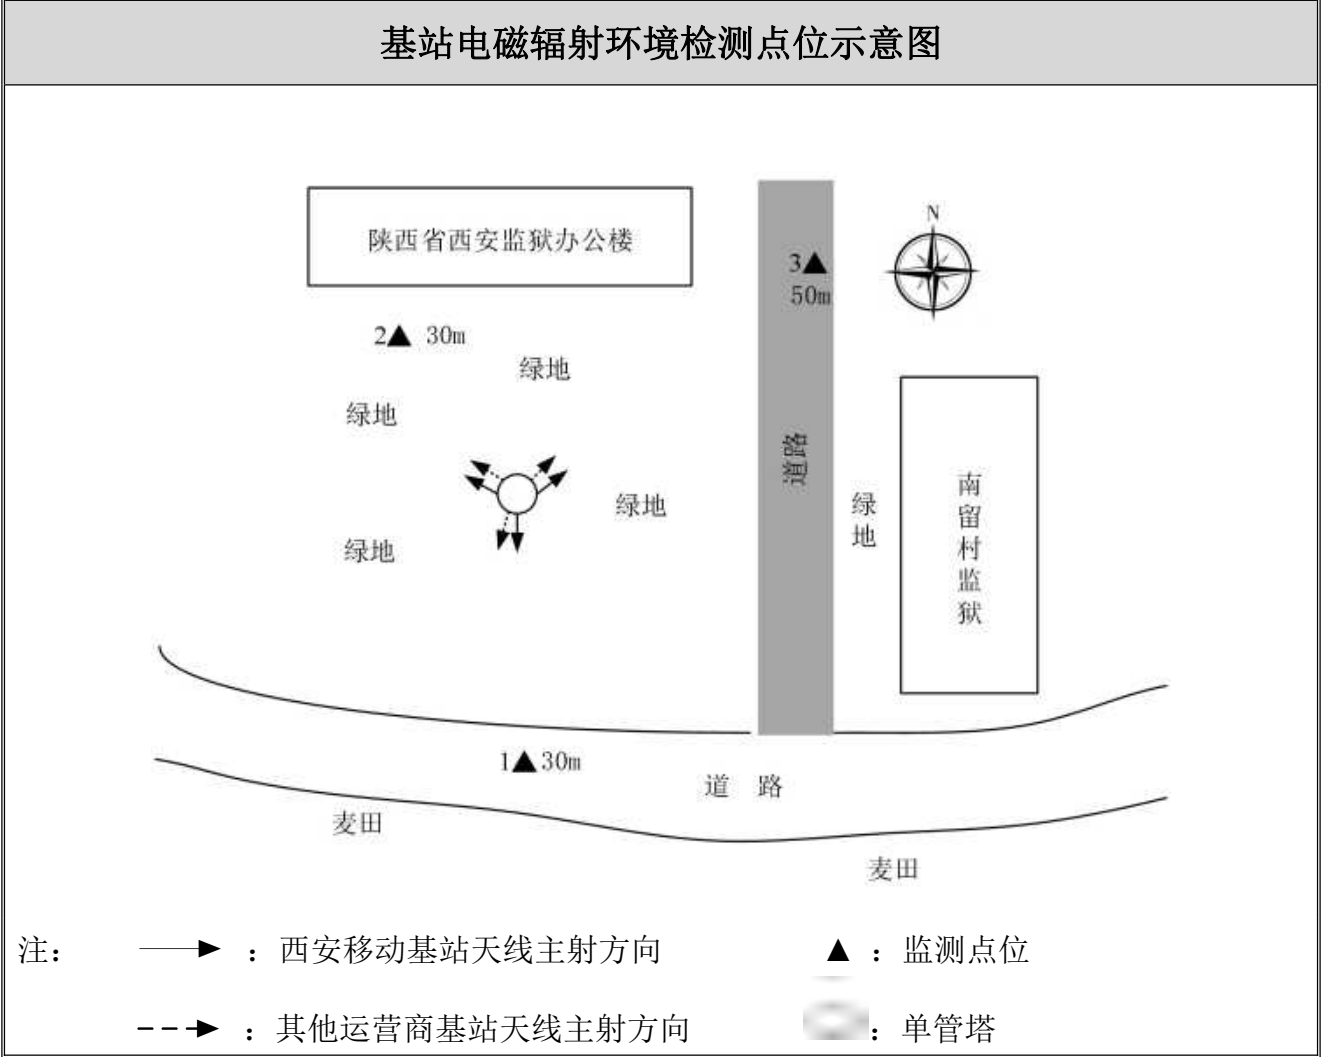 基站电磁辐射环境检测点位示意图
陕西省西安监狱办公楼
N
3▲
50m
2▲ 30m
绿地
绿地
道路
绿地
绿地
南留村监狱
绿地
1▲30m
道 路
麦田
麦田
注： ：西安移动基站天线主射方向 ▲：监测点位
：其他运营商基站天线主射方向 ：单管塔